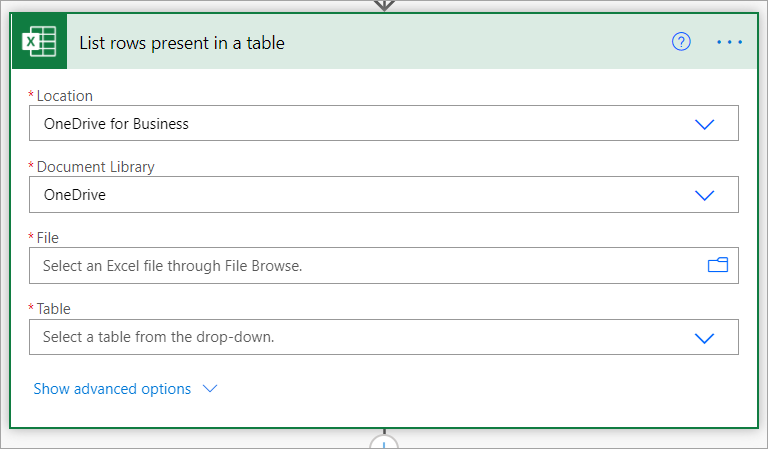 List rows present in a table
*Location
OneDrive for Business
*Document Library
OneDrive
*File
Select an Excel file through File Browse.
*Table
Select a table from the drop-down.
Show advanced options